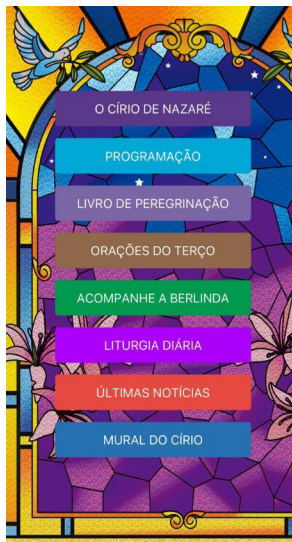 O CÍRIO DE NAZARÉ
PROGRAMAÇÃO
LIVRO DE PEREGRINAÇÃO
ORAÇÕES DO TERÇO
ACOMPANHE A BERLINDA
LITURGIA DIÁRIA
ÚLTIMAS NOTÍCIAS
MURAL DO CÍRIO